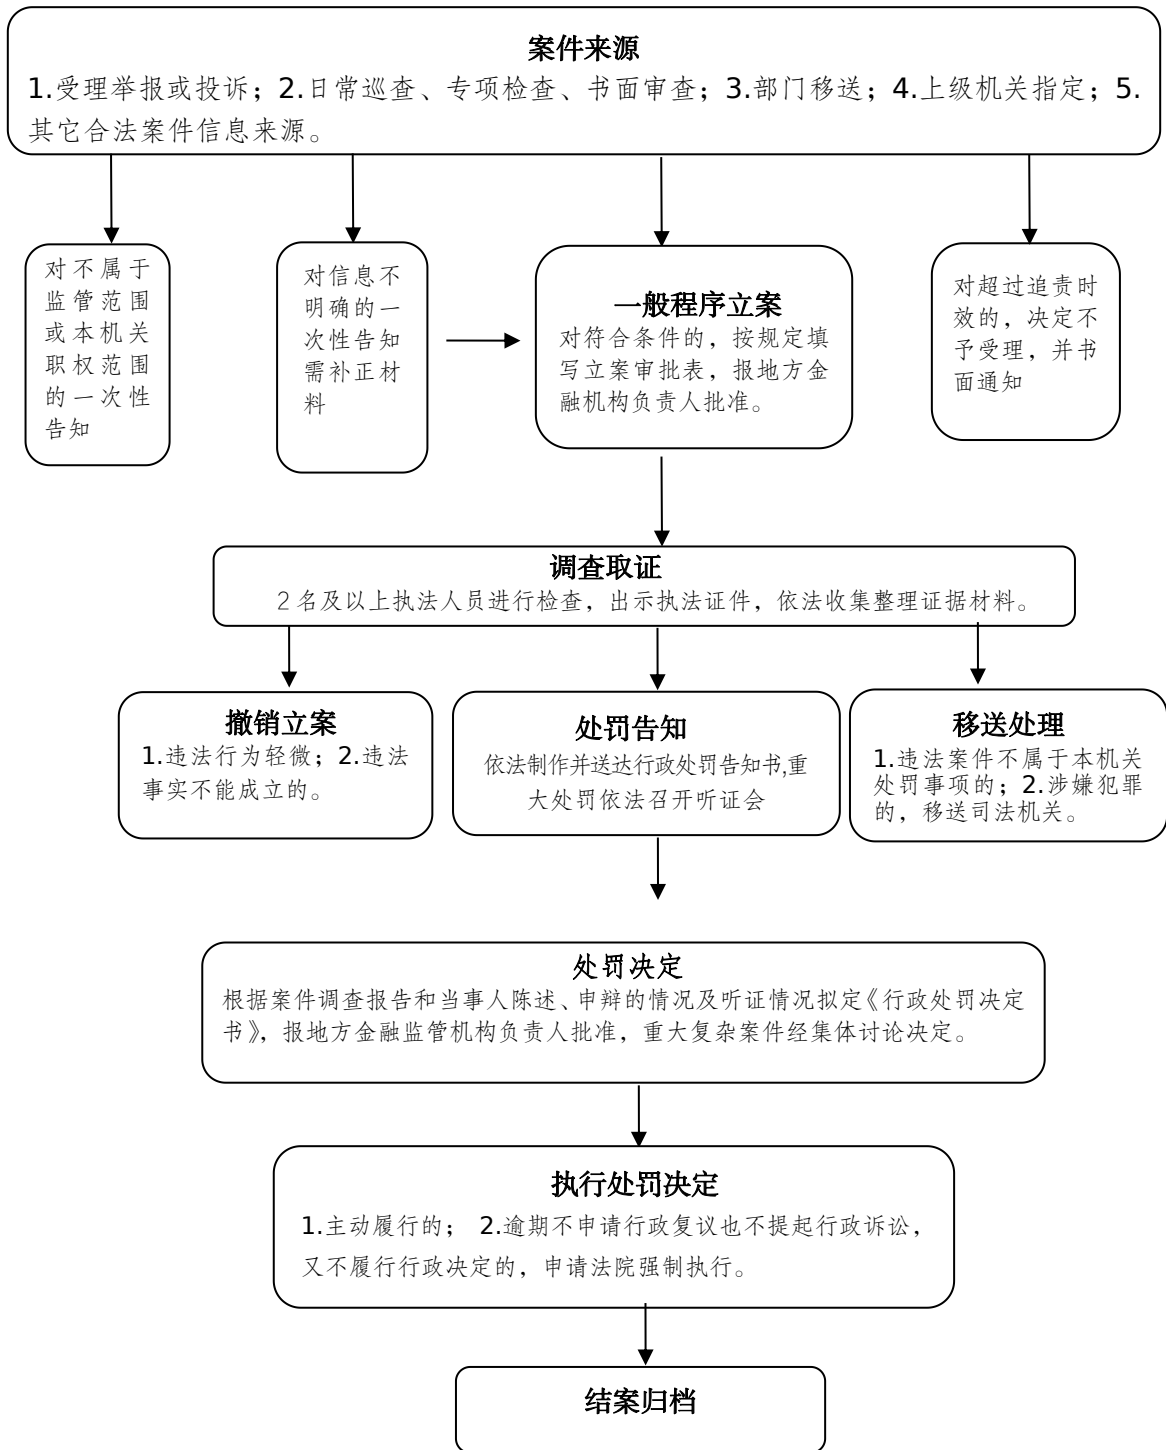 案件来源
1.受理举报或投诉；2.日常巡查、专项检查、书面审查；3.部门移送；4.上级机关指定；5.
其它合法案件信息来源。
对不属于
监管范围
或本机关
职权范围
的一次性
告知
对信息不
明确的一
次性告知
需补正材
料
一般程序立案
对符合条件的，按规定填
写立案审批表，报地方金
融机构负责人批准。
对超过追责时
效的，决定不
予受理，并书
面通知
调查取证
2名及以上执法人员进行检查，出示执法证件，依法收集整理证据材料。
撤销立案
1.违法行为轻微；2.违法
事实不能成立的。
处罚告知
依法制作并送达行政处罚告知书,重
大处罚依法召开听证会
移送处理
1.违法案件不属于本机关
处罚事项的；2.涉嫌犯罪
的，移送司法机关。
处罚决定
根据案件调查报告和当事人陈述、申辩的情况及听证情况拟定《行政处罚决定
书》，报地方金融监管机构负责人批准，重大复杂案件经集体讨论决定。
执行处罚决定
1.主动履行的； 2.逾期不申请行政复议也不提起行政诉讼，
又不履行行政决定的，申请法院强制执行。
结案归档